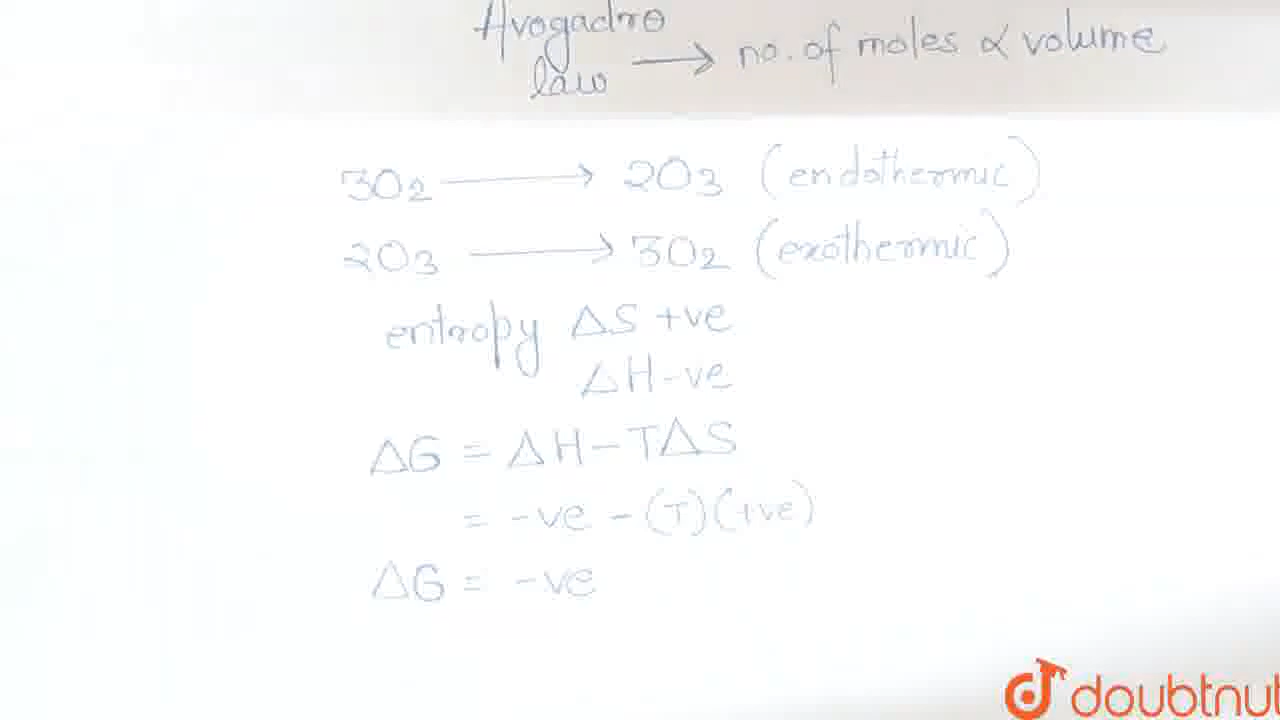 Avogadro
law → no. of moles ∝ volume
3O2 → 2O3 (endothermic)
2O3 → 3O2 (exothermic)
entropy ΔS +ve
ΔH -ve
ΔG = ΔH - TΔS
= -ve - (T)(+ve)
ΔG = -ve
doubtnut